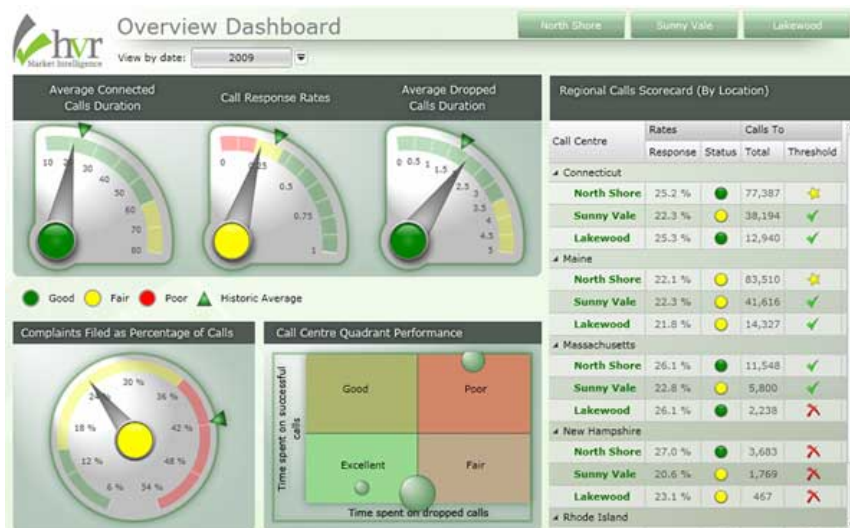 hvr
Market Intelligence
Overview Dashboard
View by date: 2009
North Shore Sunny Vale Lakewood
Average Connected
Calls Duration
10 20 30 40 50 60 70 80
Call Response Rates
0 0.25 0.5 0.75 1
Average Dropped
Calls Duration
0 0.5 1 1.5 2.5 3 3.5 4 4.5 5
Good Fair Poor Historic Average
Complaints Filed as Percentage of Calls
6 % 12 % 18 % 24 % 30 % 36 % 42 % 48 % 54 %
Call Centre Quadrant Performance
Time spent on successful
calls
Good Poor
Excellent Fair
Time spent on dropped calls
Regional Calls Scorecard (By Location)
Call Centre Rates Calls To
Response Status Total Threshold
Connecticut
North Shore 25.2 % 77,387
Sunny Vale 22.3 % 38,194
Lakewood 25.3 % 12,940
Maine
North Shore 22.1 % 83,510
Sunny Vale 22.3 % 41,616
Lakewood 21.8 % 14,327
Massachusetts
North Shore 26.1 % 11,548
Sunny Vale 22.8 % 5,800
Lakewood 26.1 % 2,238
New Hampshire
North Shore 27.0 % 3,683
Sunny Vale 20.6 % 1,769
Lakewood 23.1 % 467
Rhode Island